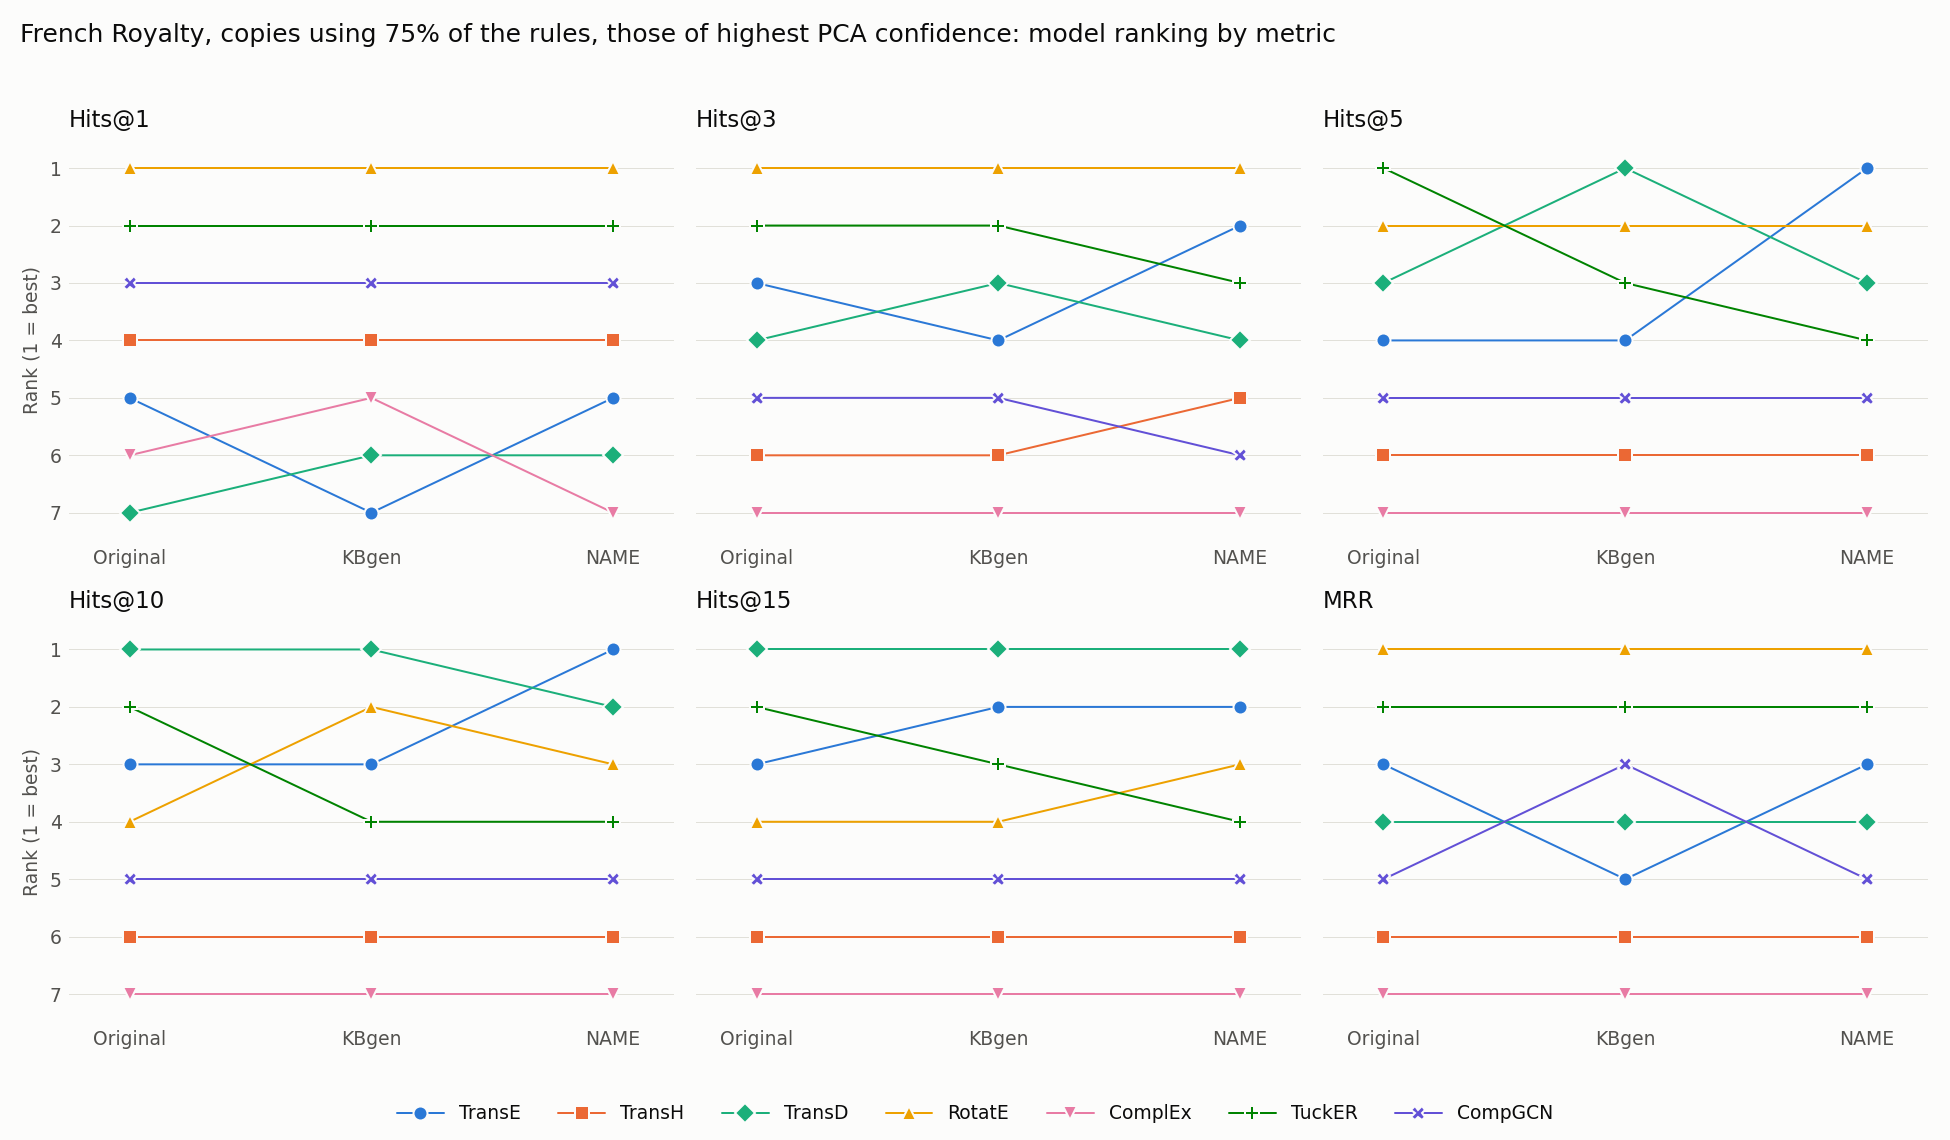 French Royalty, copies using 75% of the rules, those of highest PCA confidence: model ranking by metric
Hits@1
Hits@3
Hits@5
Rank (1 = best)
1
2
3
4
5
6
7
Original KBgen NAME
Original KBgen NAME
Original KBgen NAME
Hits@10
Hits@15
MRR
Rank (1 = best)
1
2
3
4
5
6
7
Original KBgen NAME
Original KBgen NAME
Original KBgen NAME
TransE TransH TransD RotatE ComplEx TuckER CompGCN